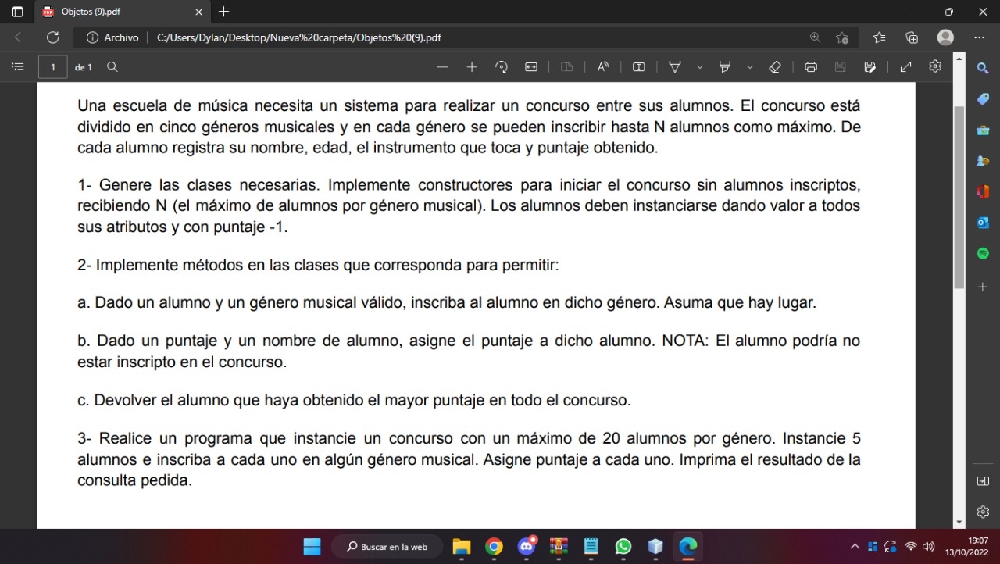 Objetos (9).pdf
Archivo C:/Users/Dylan/Desktop/Nueva%20carpeta/Objetos%20(9).pdf
1 de 1
Una escuela de música necesita un sistema para realizar un concurso entre sus alumnos. El concurso está
dividido en cinco géneros musicales y en cada género se pueden inscribir hasta N alumnos como máximo. De
cada alumno registra su nombre, edad, el instrumento que toca y puntaje obtenido.
1- Genere las clases necesarias. Implemente constructores para iniciar el concurso sin alumnos inscriptos,
recibiendo N (el máximo de alumnos por género musical). Los alumnos deben instanciarse dando valor a todos
sus atributos y con puntaje -1.
2- Implemente métodos en las clases que corresponda para permitir:
a. Dado un alumno y un género musical válido, inscriba al alumno en dicho género. Asuma que hay lugar.
b. Dado un puntaje y un nombre de alumno, asigne el puntaje a dicho alumno. NOTA: El alumno podría no
estar inscripto en el concurso.
c. Devolver el alumno que haya obtenido el mayor puntaje en todo el concurso.
3- Realice un programa que instancie un concurso con un máximo de 20 alumnos por género. Instancie 5
alumnos e inscriba a cada uno en algún género musical. Asigne puntaje a cada uno. Imprima el resultado de la
consulta pedida.
Buscar en la web
19:07
13/10/2022